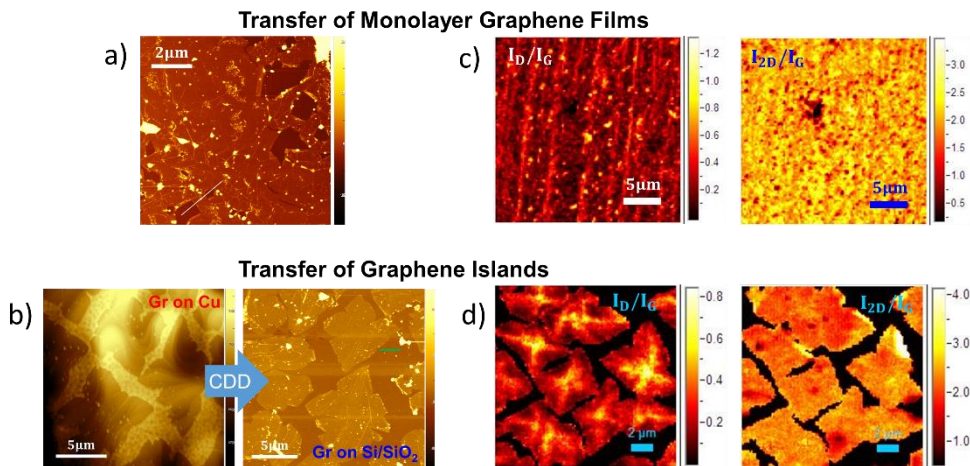 Transfer of Monolayer Graphene Films
a)
2μm
c)
I_D/I_G
1.2
1.0
0.8
0.6
0.4
0.2
5μm
I_2D/I_G
3.0
2.5
2.0
1.5
1.0
0.5
5μm
Transfer of Graphene Islands
b)
Gr on Cu
5μm
CDD
5μm
Gr on Si/SiO₂
d)
I_D/I_G
0.8
0.6
0.4
0.2
2 μm
I_2D/I_G
4.0
3.0
2.0
1.0